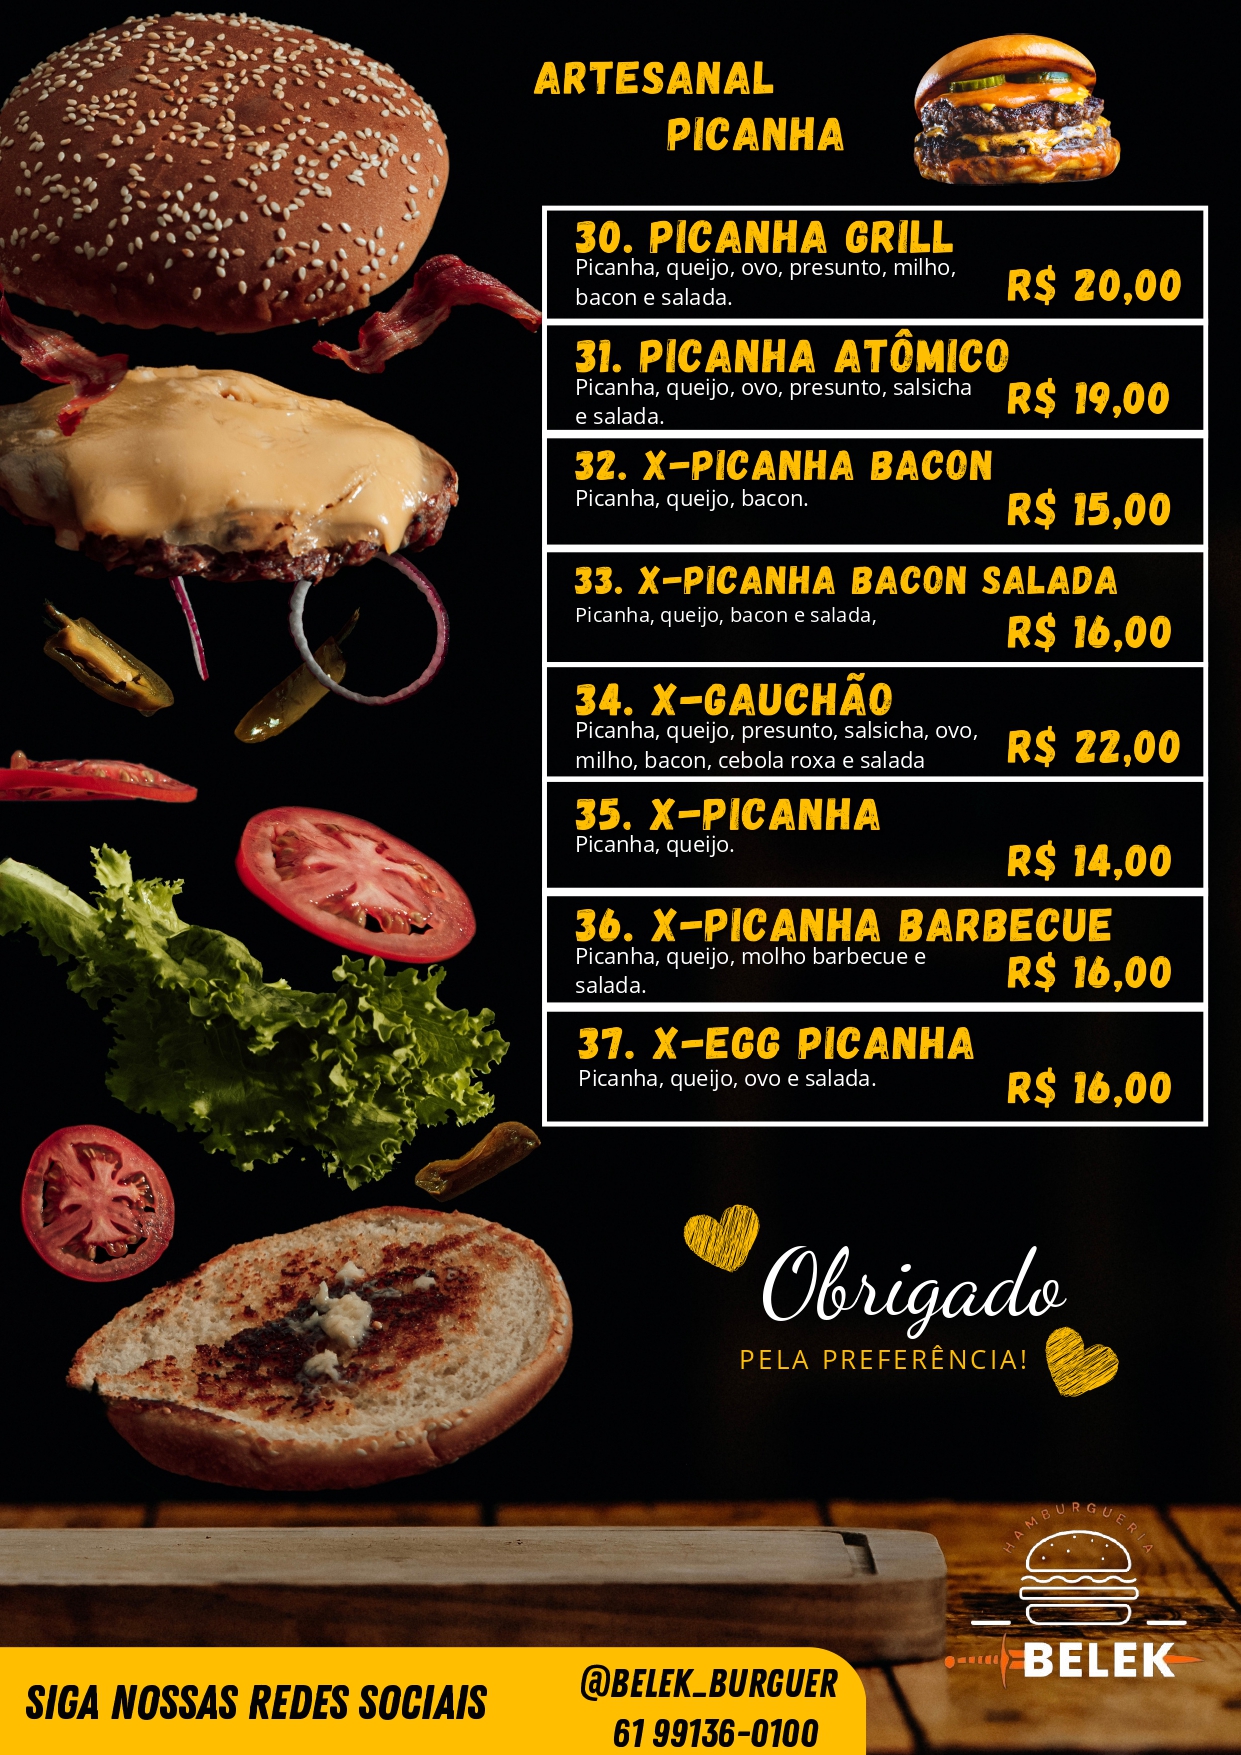 ARTESANAL
PICANHA
30. PICANHA GRILL
Picanha, queijo, ovo, presunto, milho,
bacon e salada.
R$ 20,00
31. PICANHA ATÔMICO
Picanha, queijo, ovo, presunto, salsicha
e salada.
R$ 19,00
32. X-PICANHA BACON
Picanha, queijo, bacon.
R$ 15,00
33. X-PICANHA BACON SALADA
Picanha, queijo, bacon e salada,
R$ 16,00
34. X-GAUCHÃO
Picanha, queijo, presunto, salsicha, ovo,
milho, bacon, cebola roxa e salada
R$ 22,00
35. X-PICANHA
Picanha, queijo.
R$ 14,00
36. X-PICANHA BARBECUE
Picanha, queijo, molho barbecue e
salada.
R$ 16,00
37. X-EGG PICANHA
Picanha, queijo, ovo e salada.
R$ 16,00
Obrigado
PELA PREFERÊNCIA!
HAMBURGUERIA
BELEK
SIGA NOSSAS REDES SOCIAIS
@BELEK_BURGUER
61 99136-0100